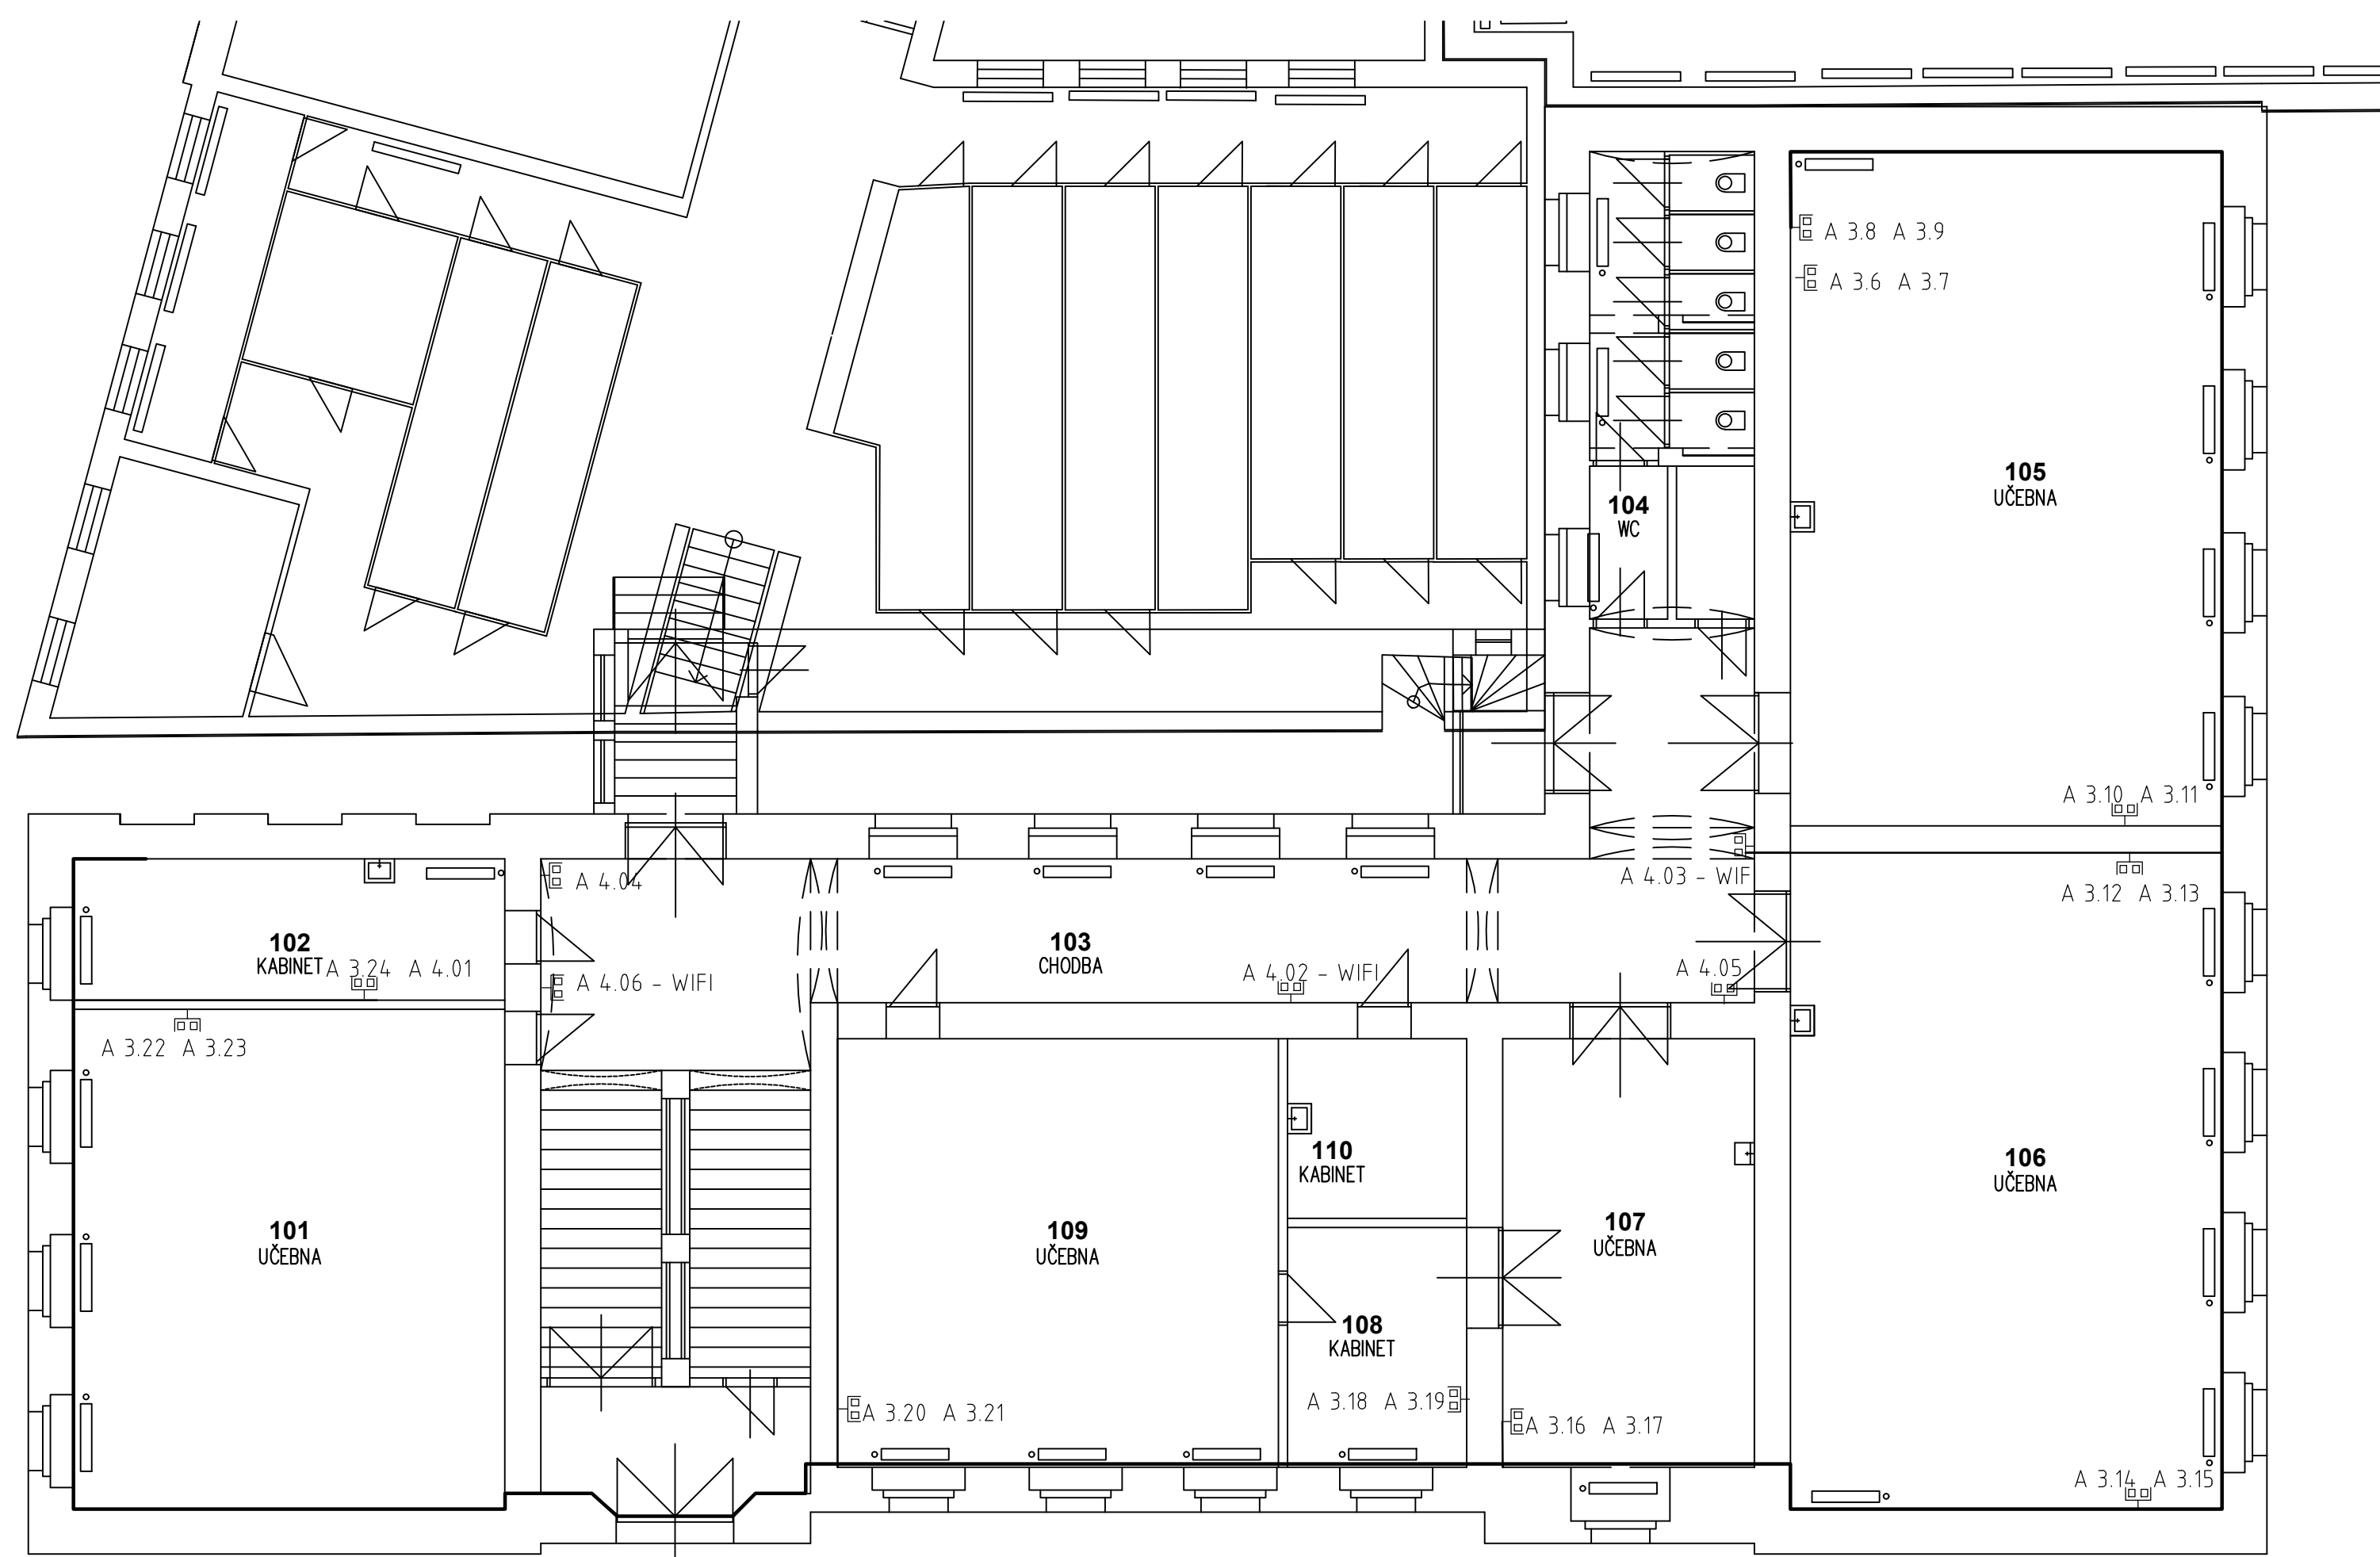 A 3.8 A 3.9
A 3.6 A 3.7
105
UČEBNA
104
WC
A 3.10 A 3.11
A 4.04
A 4.03 - WIF
A 3.12 A 3.13
102
KABINET
A 3.24 A 4.01
103
CHODBA
A 4.06 - WIFI
A 4.02 - WIFI
A 4.05
A 3.22 A 3.23
110
KABINET
106
UČEBNA
101
UČEBNA
109
UČEBNA
107
UČEBNA
108
KABINET
A 3.18 A 3.19
A 3.20 A 3.21
A 3.16 A 3.17
A 3.14 A 3.15